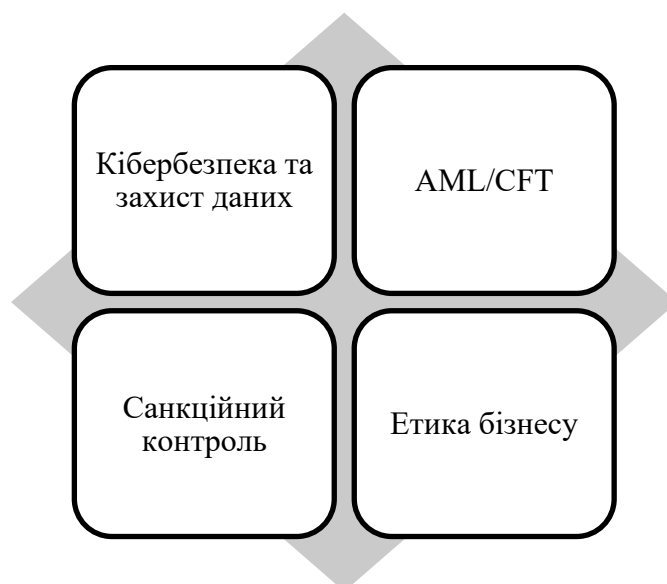 Кібербезпека та
захист даних
AML/CFT
Санкційний
контроль
Етика бізнесу